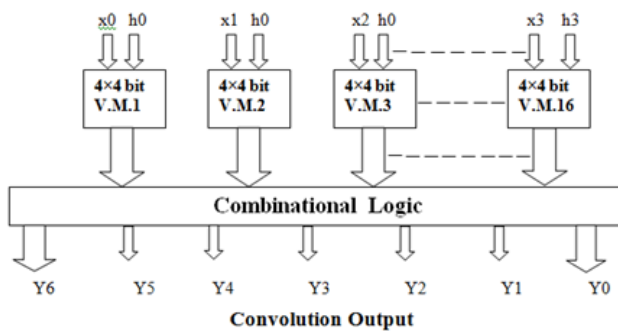 x0 h0 x1 h0 x2 h0 x3 h3
4×4 bit V.M.1
4×4 bit V.M.2
4×4 bit V.M.3
4×4 bit V.M.16
Combinational Logic
Y6 Y5 Y4 Y3 Y2 Y1 Y0
Convolution Output